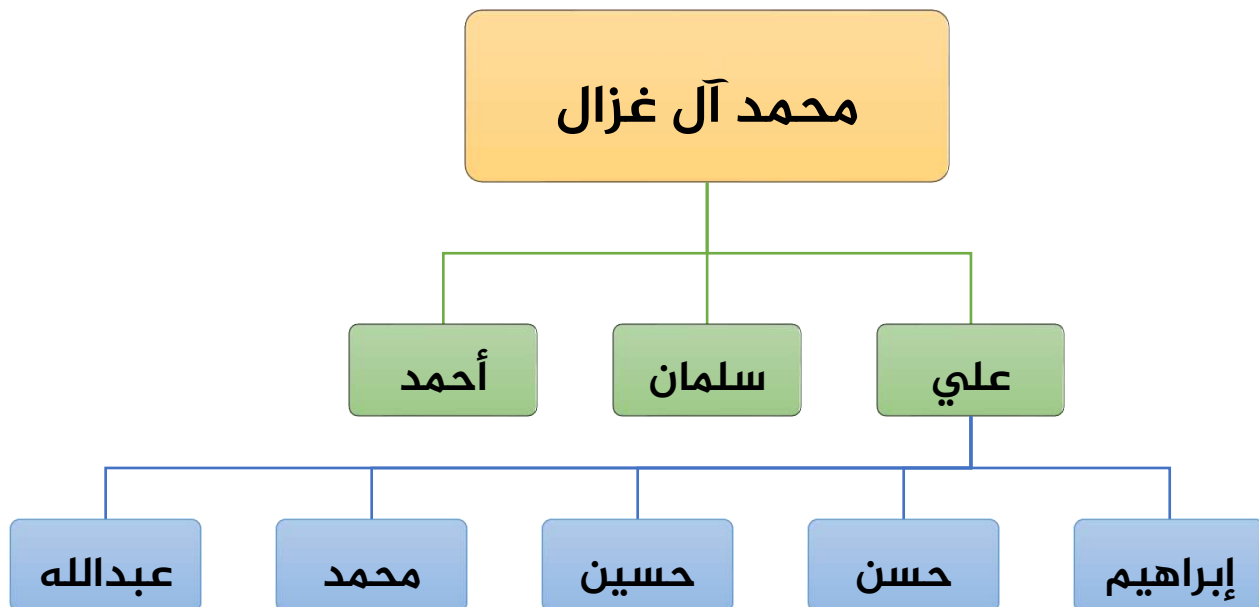 محمد آل غزال
علي
سلمان
أحمد
إبراهيم
حسن
حسين
محمد
عبدالله